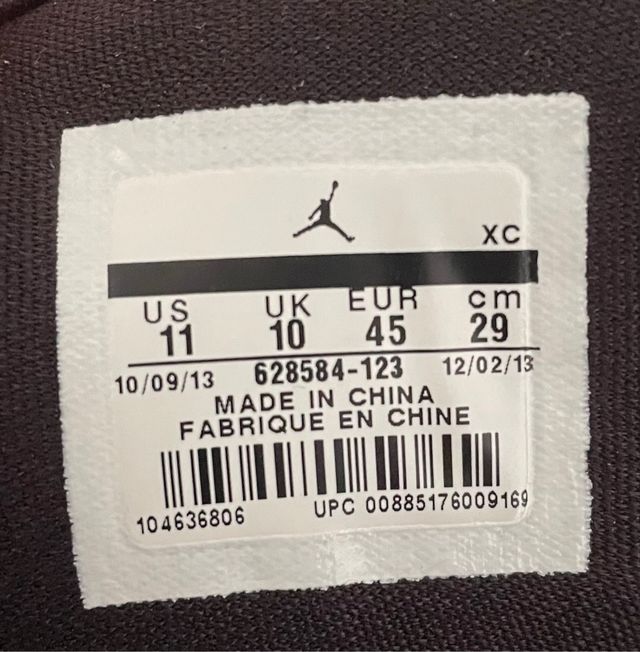 XC
US UK EUR cm
11 10 45 29
10/09/13 628584-123 12/02/13
MADE IN CHINA
FABRIQUE EN CHINE
104636806 UPC 00885176009169